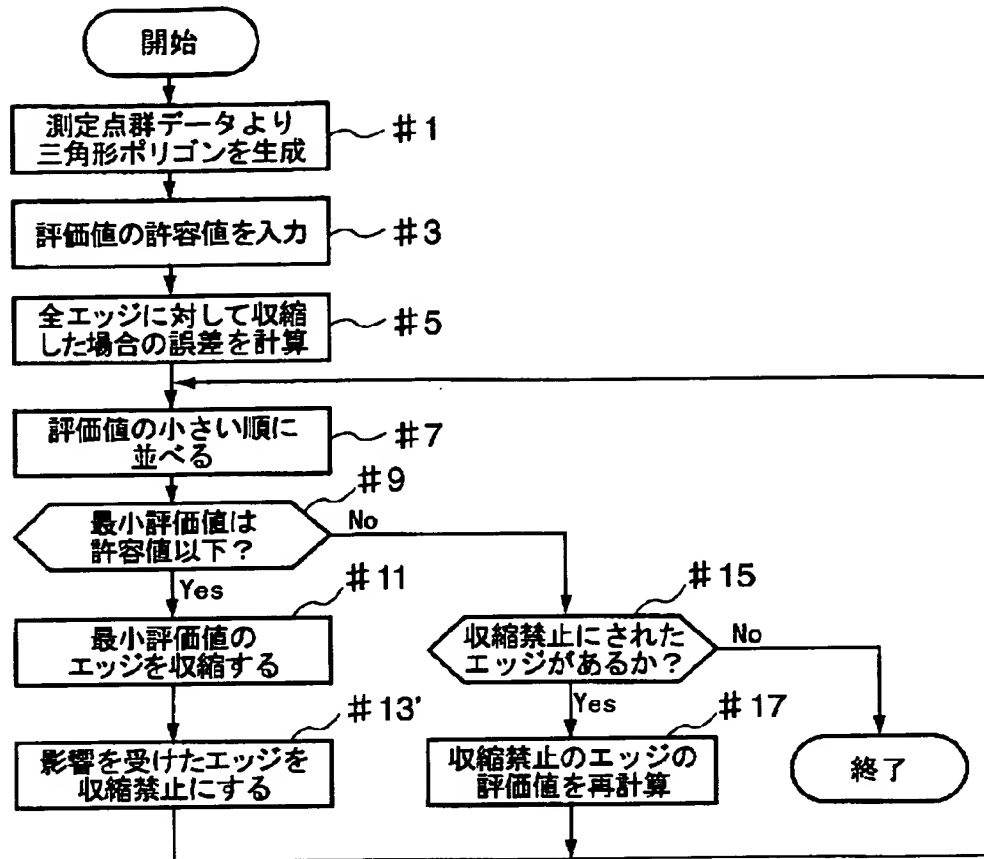 開始
測定点群データより
三角形ポリゴンを生成
#1
評価値の許容値を入力
#3
全エッジに対して収縮
した場合の誤差を計算
#5
評価値の小さい順に
並べる
#7
#9
最小評価値は
許容値以下？
No
Yes
#11
最小評価値の
エッジを収縮する
#15
収縮禁止にされた
エッジがあるか？
No
Yes
#13'
影響を受けたエッジを
収縮禁止にする
#17
収縮禁止のエッジの
評価値を再計算
終了